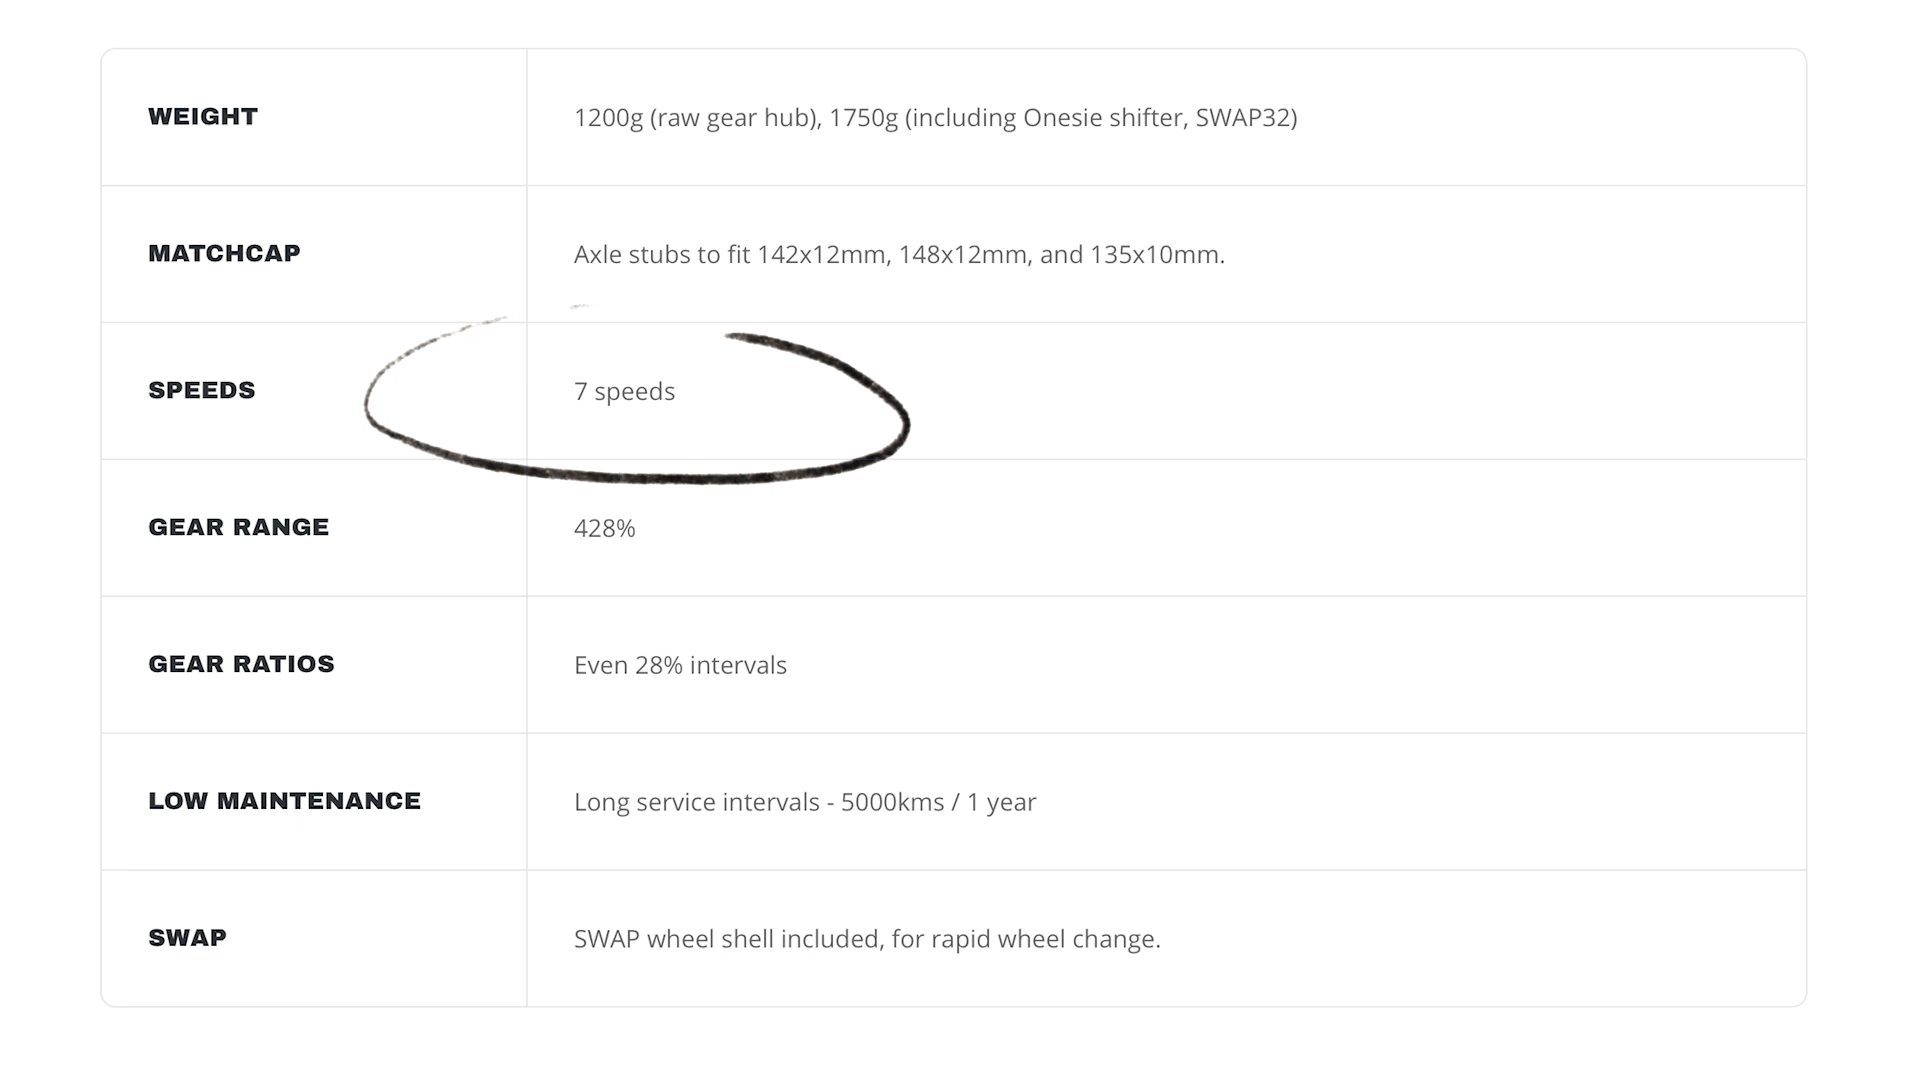 WEIGHT 1200g (raw gear hub), 1750g (including Onesie shifter, SWAP32)
MATCHCAP Axle stubs to fit 142x12mm, 148x12mm, and 135x10mm.
SPEEDS 7 speeds
GEAR RANGE 428%
GEAR RATIOS Even 28% intervals
LOW MAINTENANCE Long service intervals - 5000kms / 1 year
SWAP SWAP wheel shell included, for rapid wheel change.